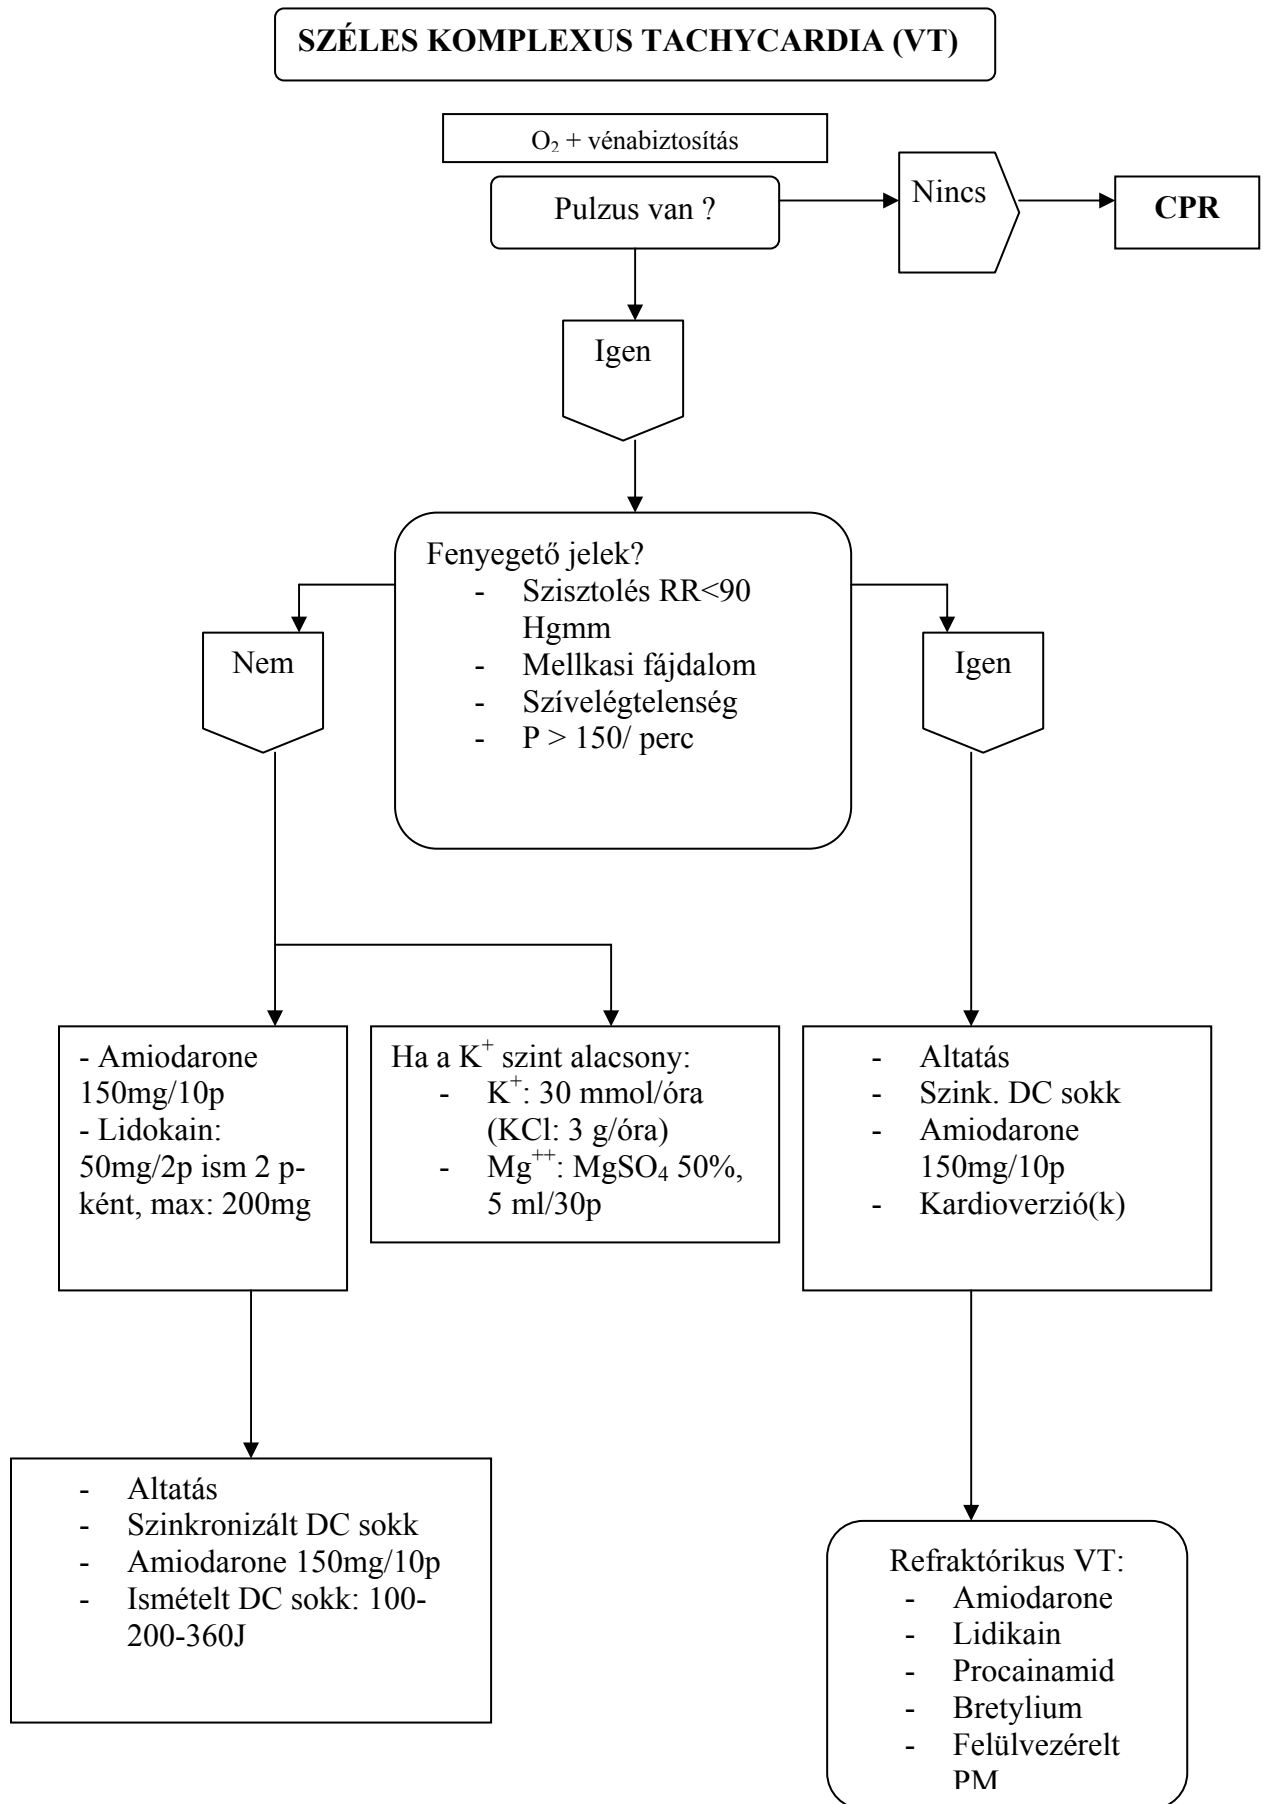 SZÉLES KOMPLEXUS TACHYCARDIA (VT)
O₂ + vénabiztosítás
Pulzus van ?
Nincs
CPR
Igen
Fenyegető jelek?
- Szisztolés RR<90
Hgmm
- Mellkasi fájdalom
- Szívelégtelenség
- P > 150/ perc
Nem
Igen
- Amiodarone
150mg/10p
- Lidokain:
50mg/2p ism 2 p-
ként, max: 200mg
Ha a K⁺ szint alacsony:
- K⁺: 30 mmol/óra
(KCl: 3 g/óra)
- Mg⁺⁺: MgSO₄ 50%,
5 ml/30p
- Altatás
- Szink. DC sokk
- Amiodarone
150mg/10p
- Kardioverzió(k)
- Altatás
- Szinkronizált DC sokk
- Amiodarone 150mg/10p
- Ismételt DC sokk: 100-
200-360J
Refraktórikus VT:
- Amiodarone
- Lidikain
- Procainamid
- Bretylium
- Felülvezérelt
PM